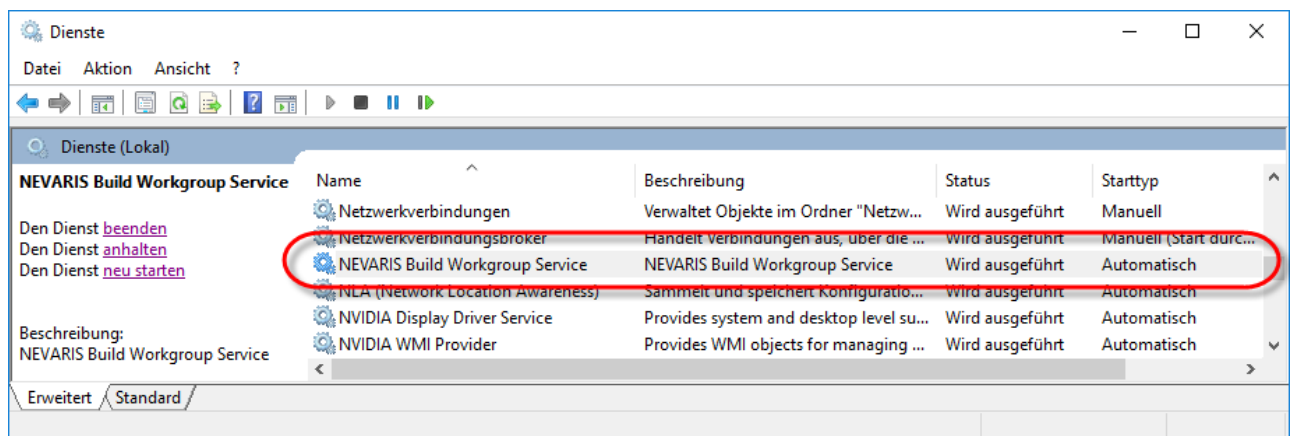 Dienste
Datei Aktion Ansicht ?
Dienste (Lokal)
NEVARIS Build Workgroup Service
Den Dienst beenden
Den Dienst anhalten
Den Dienst neu starten
Beschreibung:
NEVARIS Build Workgroup Service
Name Beschreibung Status Starttyp
Netzwerkverbindungen Verwaltet Objekte im Ordner "Netzw... Wird ausgeführt Manuell
Netzwerkverbindungsbroker Handelt Verbindungen aus, über die ... Wird ausgeführt Manuell (Start durc...
NEVARIS Build Workgroup Service NEVARIS Build Workgroup Service Wird ausgeführt Automatisch
NLA (Network Location Awareness) Sammelt und speichert Konfiguratio... Wird ausgeführt Automatisch
NVIDIA Display Driver Service Provides system and desktop level su... Wird ausgeführt Automatisch
NVIDIA WMI Provider Provides WMI objects for managing ... Wird ausgeführt Automatisch
Erweitert Standard